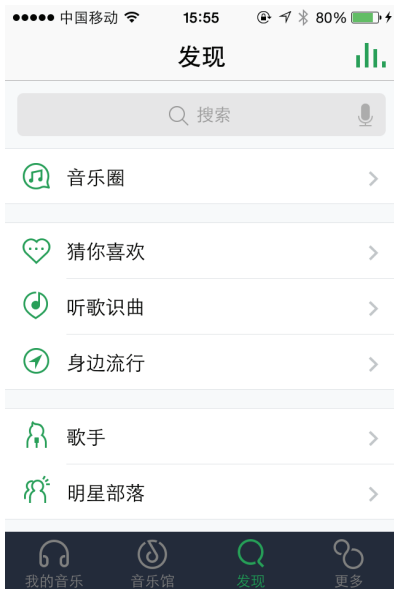 中国移动 15:55 80%
发现
搜索
音乐圈
猜你喜欢
听歌识曲
身边流行
歌手
明星部落
我的音乐 音乐馆 发现 更多